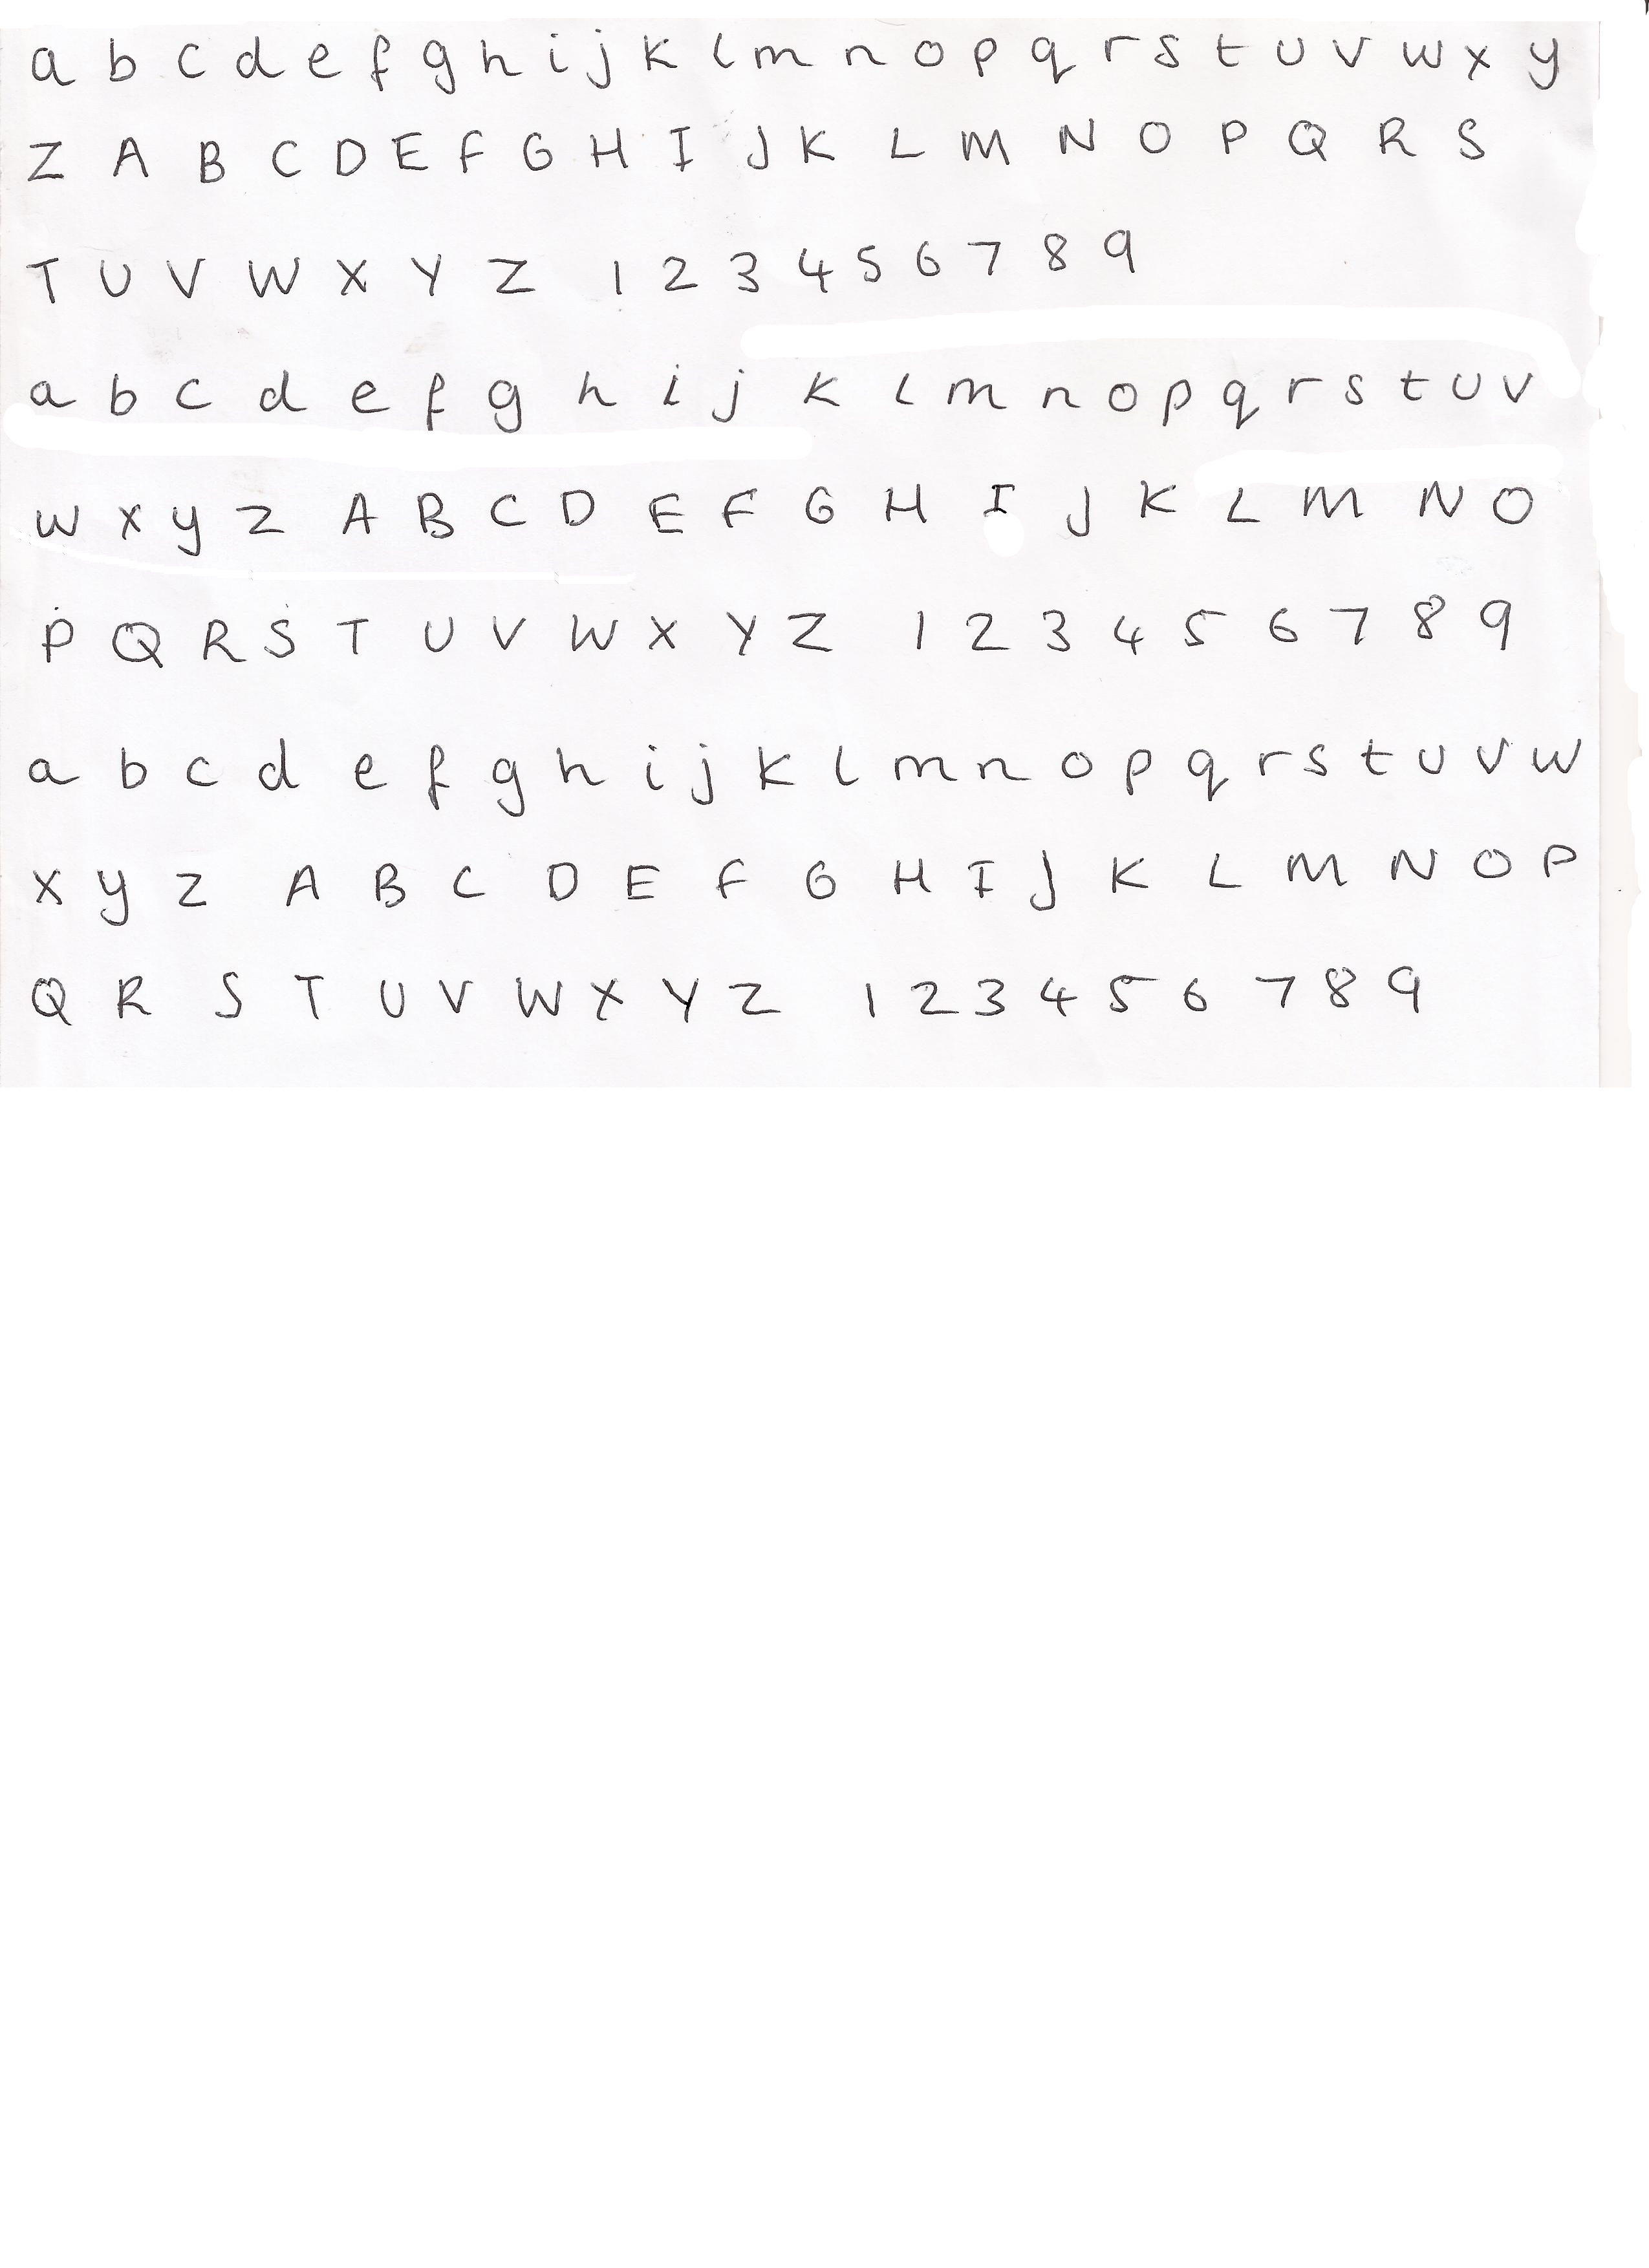 a b c d e f g h i j k l m n o p q r s t u v w x y
Z A B C D E F G H I J K L M N O P Q R S
T U V W X Y Z 1 2 3 4 5 6 7 8 9
a b c d e f g h i j k l m n o p q r s t u v
w x y z A B C D E F G H I J K L M N O
P Q R S T U V W X Y Z 1 2 3 4 5 6 7 8 9
a b c d e f g h i j k l m n o p q r s t u v w
x y z A B C D E F G H I J K L M N O P
Q R S T U V W X Y Z 1 2 3 4 5 6 7 8 9